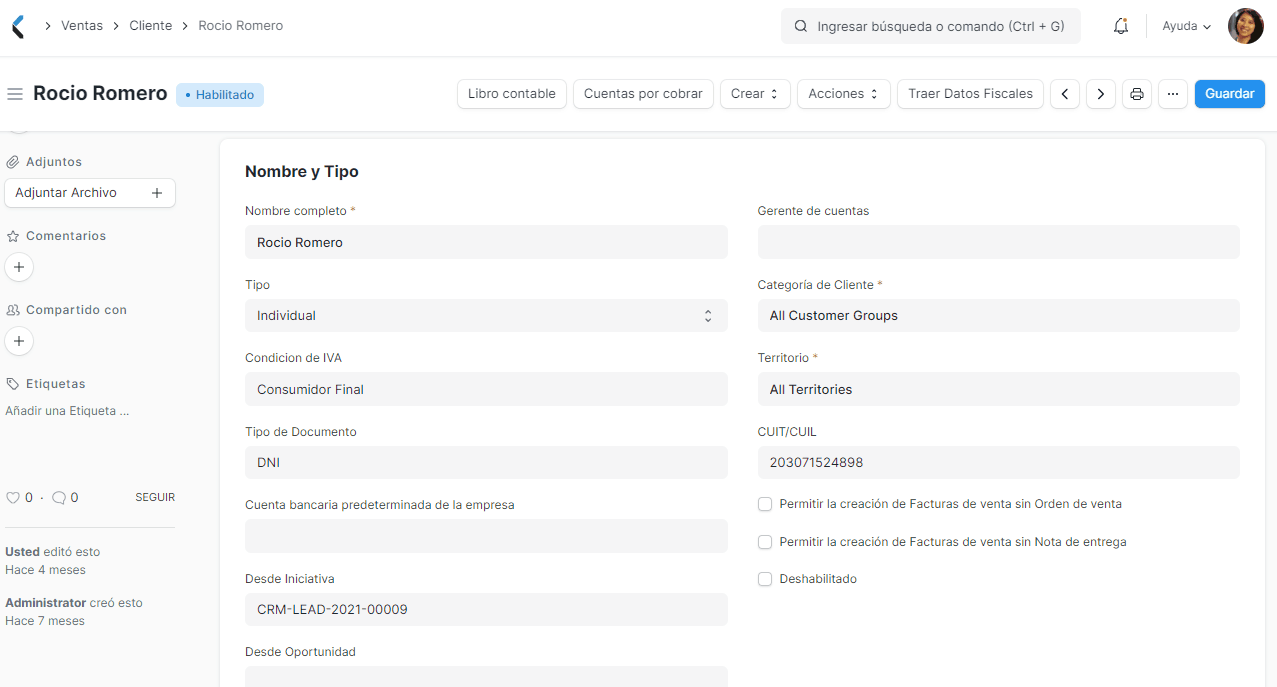 Ventas
Cliente
Rocio Romero
Ingresar búsqueda o comando (Ctrl + G)
Ayuda
Rocio Romero
Habilitado
Libro contable
Cuentas por cobrar
Crear
Acciones
Traer Datos Fiscales
...
Guardar
Adjuntos
Adjuntar Archivo
Comentarios
Compartido con
Etiquetas
Añadir una Etiqueta ...
0 · 0 SEGUIR
Usted editó esto
Hace 4 meses
Administrator creó esto
Hace 7 meses
Nombre y Tipo
Nombre completo *
Rocio Romero
Tipo
Individual
Condicion de IVA
Consumidor Final
Tipo de Documento
DNI
Cuenta bancaria predeterminada de la empresa
Desde Iniciativa
CRM-LEAD-2021-00009
Desde Oportunidad
Gerente de cuentas
Categoría de Cliente *
All Customer Groups
Territorio *
All Territories
CUIT/CUIL
203071524898
Permitir la creación de Facturas de venta sin Orden de venta
Permitir la creación de Facturas de venta sin Nota de entrega
Deshabilitado